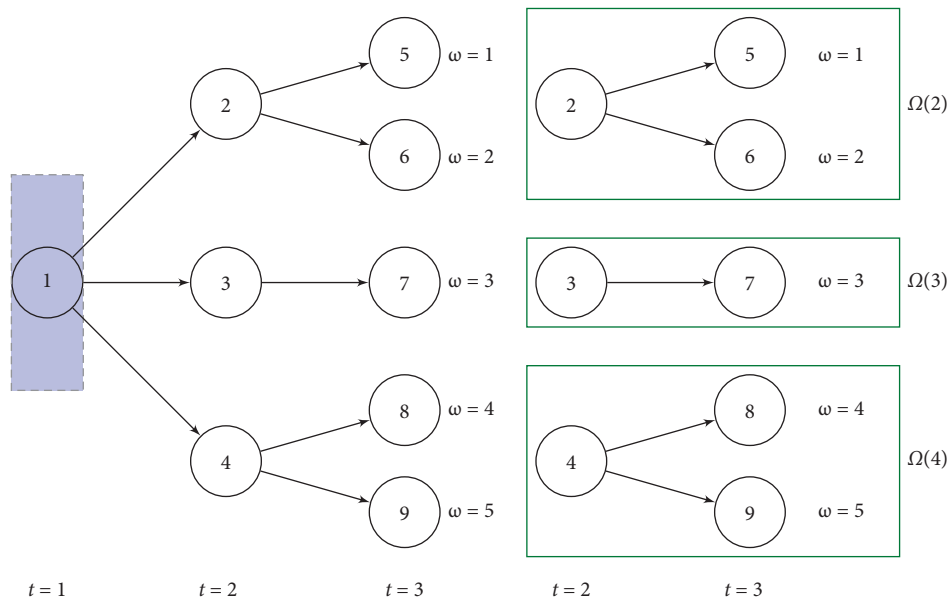 5 ω = 1 5 ω = 1
2 2 Ω(2)
6 ω = 2 6 ω = 2
1 3 7 ω = 3 3 7 ω = 3 Ω(3)
8 ω = 4 8 ω = 4
4 4 Ω(4)
9 ω = 5 9 ω = 5
t = 1 t = 2 t = 3 t = 2 t = 3